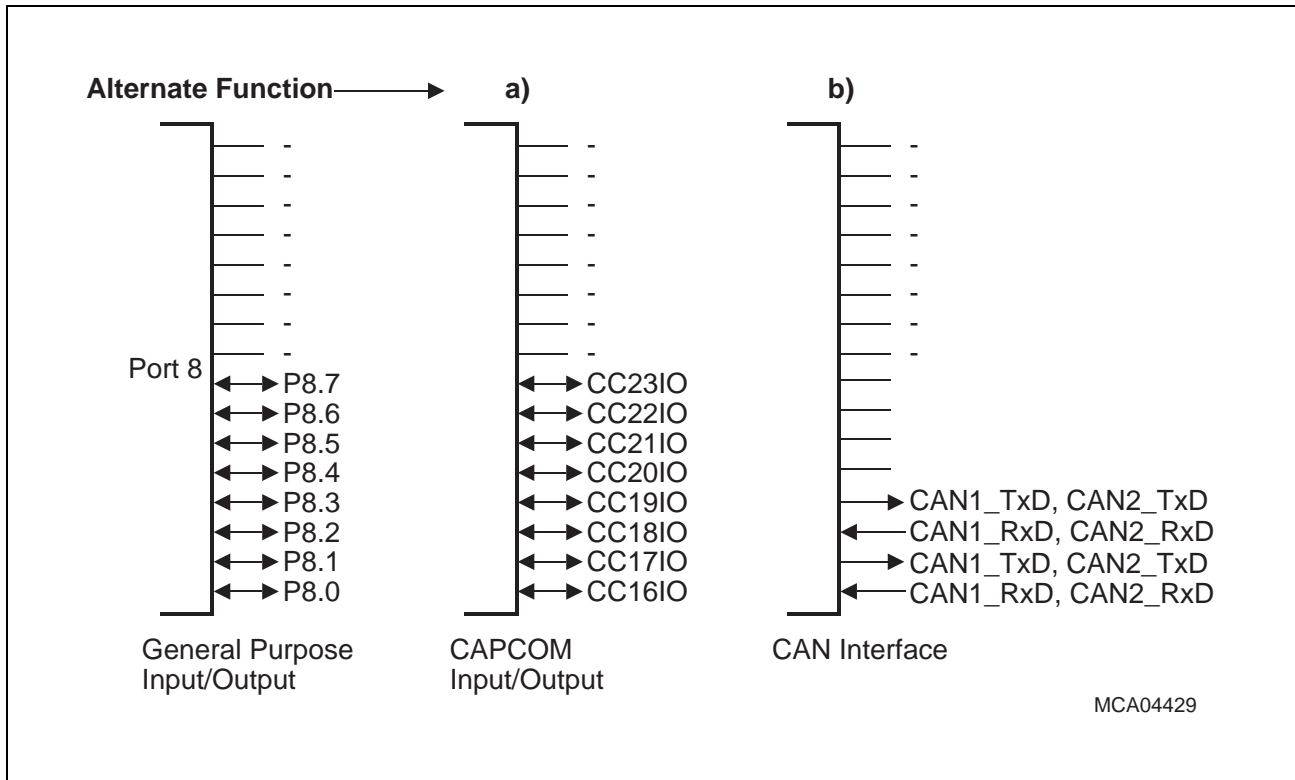 Alternate Function a) b)
- - -
- - -
- - -
- - -
- - -
- - -
- - -
- - -
Port 8
P8.7 CC23IO
P8.6 CC22IO
P8.5 CC21IO
P8.4 CC20IO
P8.3 CC19IO CAN1_TxD, CAN2_TxD
P8.2 CC18IO CAN1_RxD, CAN2_RxD
P8.1 CC17IO CAN1_TxD, CAN2_TxD
P8.0 CC16IO CAN1_RxD, CAN2_RxD
General Purpose CAPCOM CAN Interface
Input/Output Input/Output
MCA04429